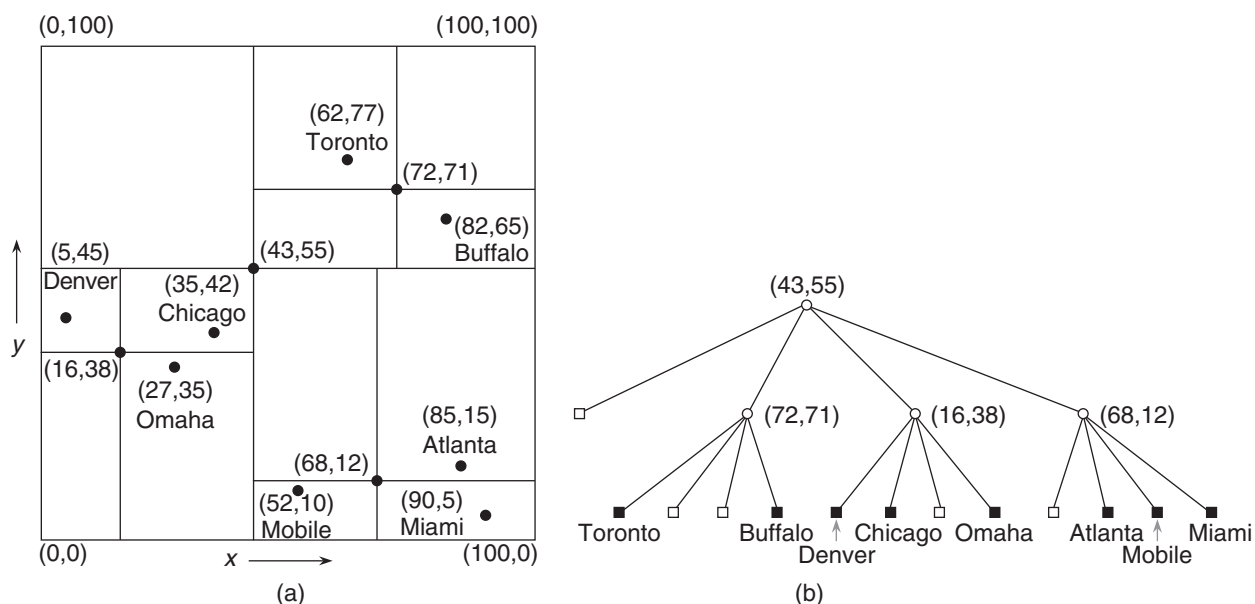 (0,100) (100,100)
(62,77)
Toronto
(72,71)
(82,65)
Buffalo
(5,45)
Denver
(43,55)
(35,42)
Chicago
y
(16,38)
(27,35)
Omaha
(85,15)
Atlanta
(68,12)
(52,10)
Mobile
(90,5)
Miami
(0,0) x (100,0)
(a)
(43,55)
(72,71) (16,38) (68,12)
Toronto Buffalo Chicago Omaha Atlanta Miami
Denver Mobile
(b)